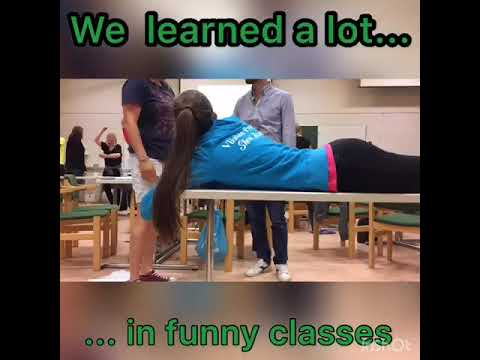 We learned a lot...
... in funny classes